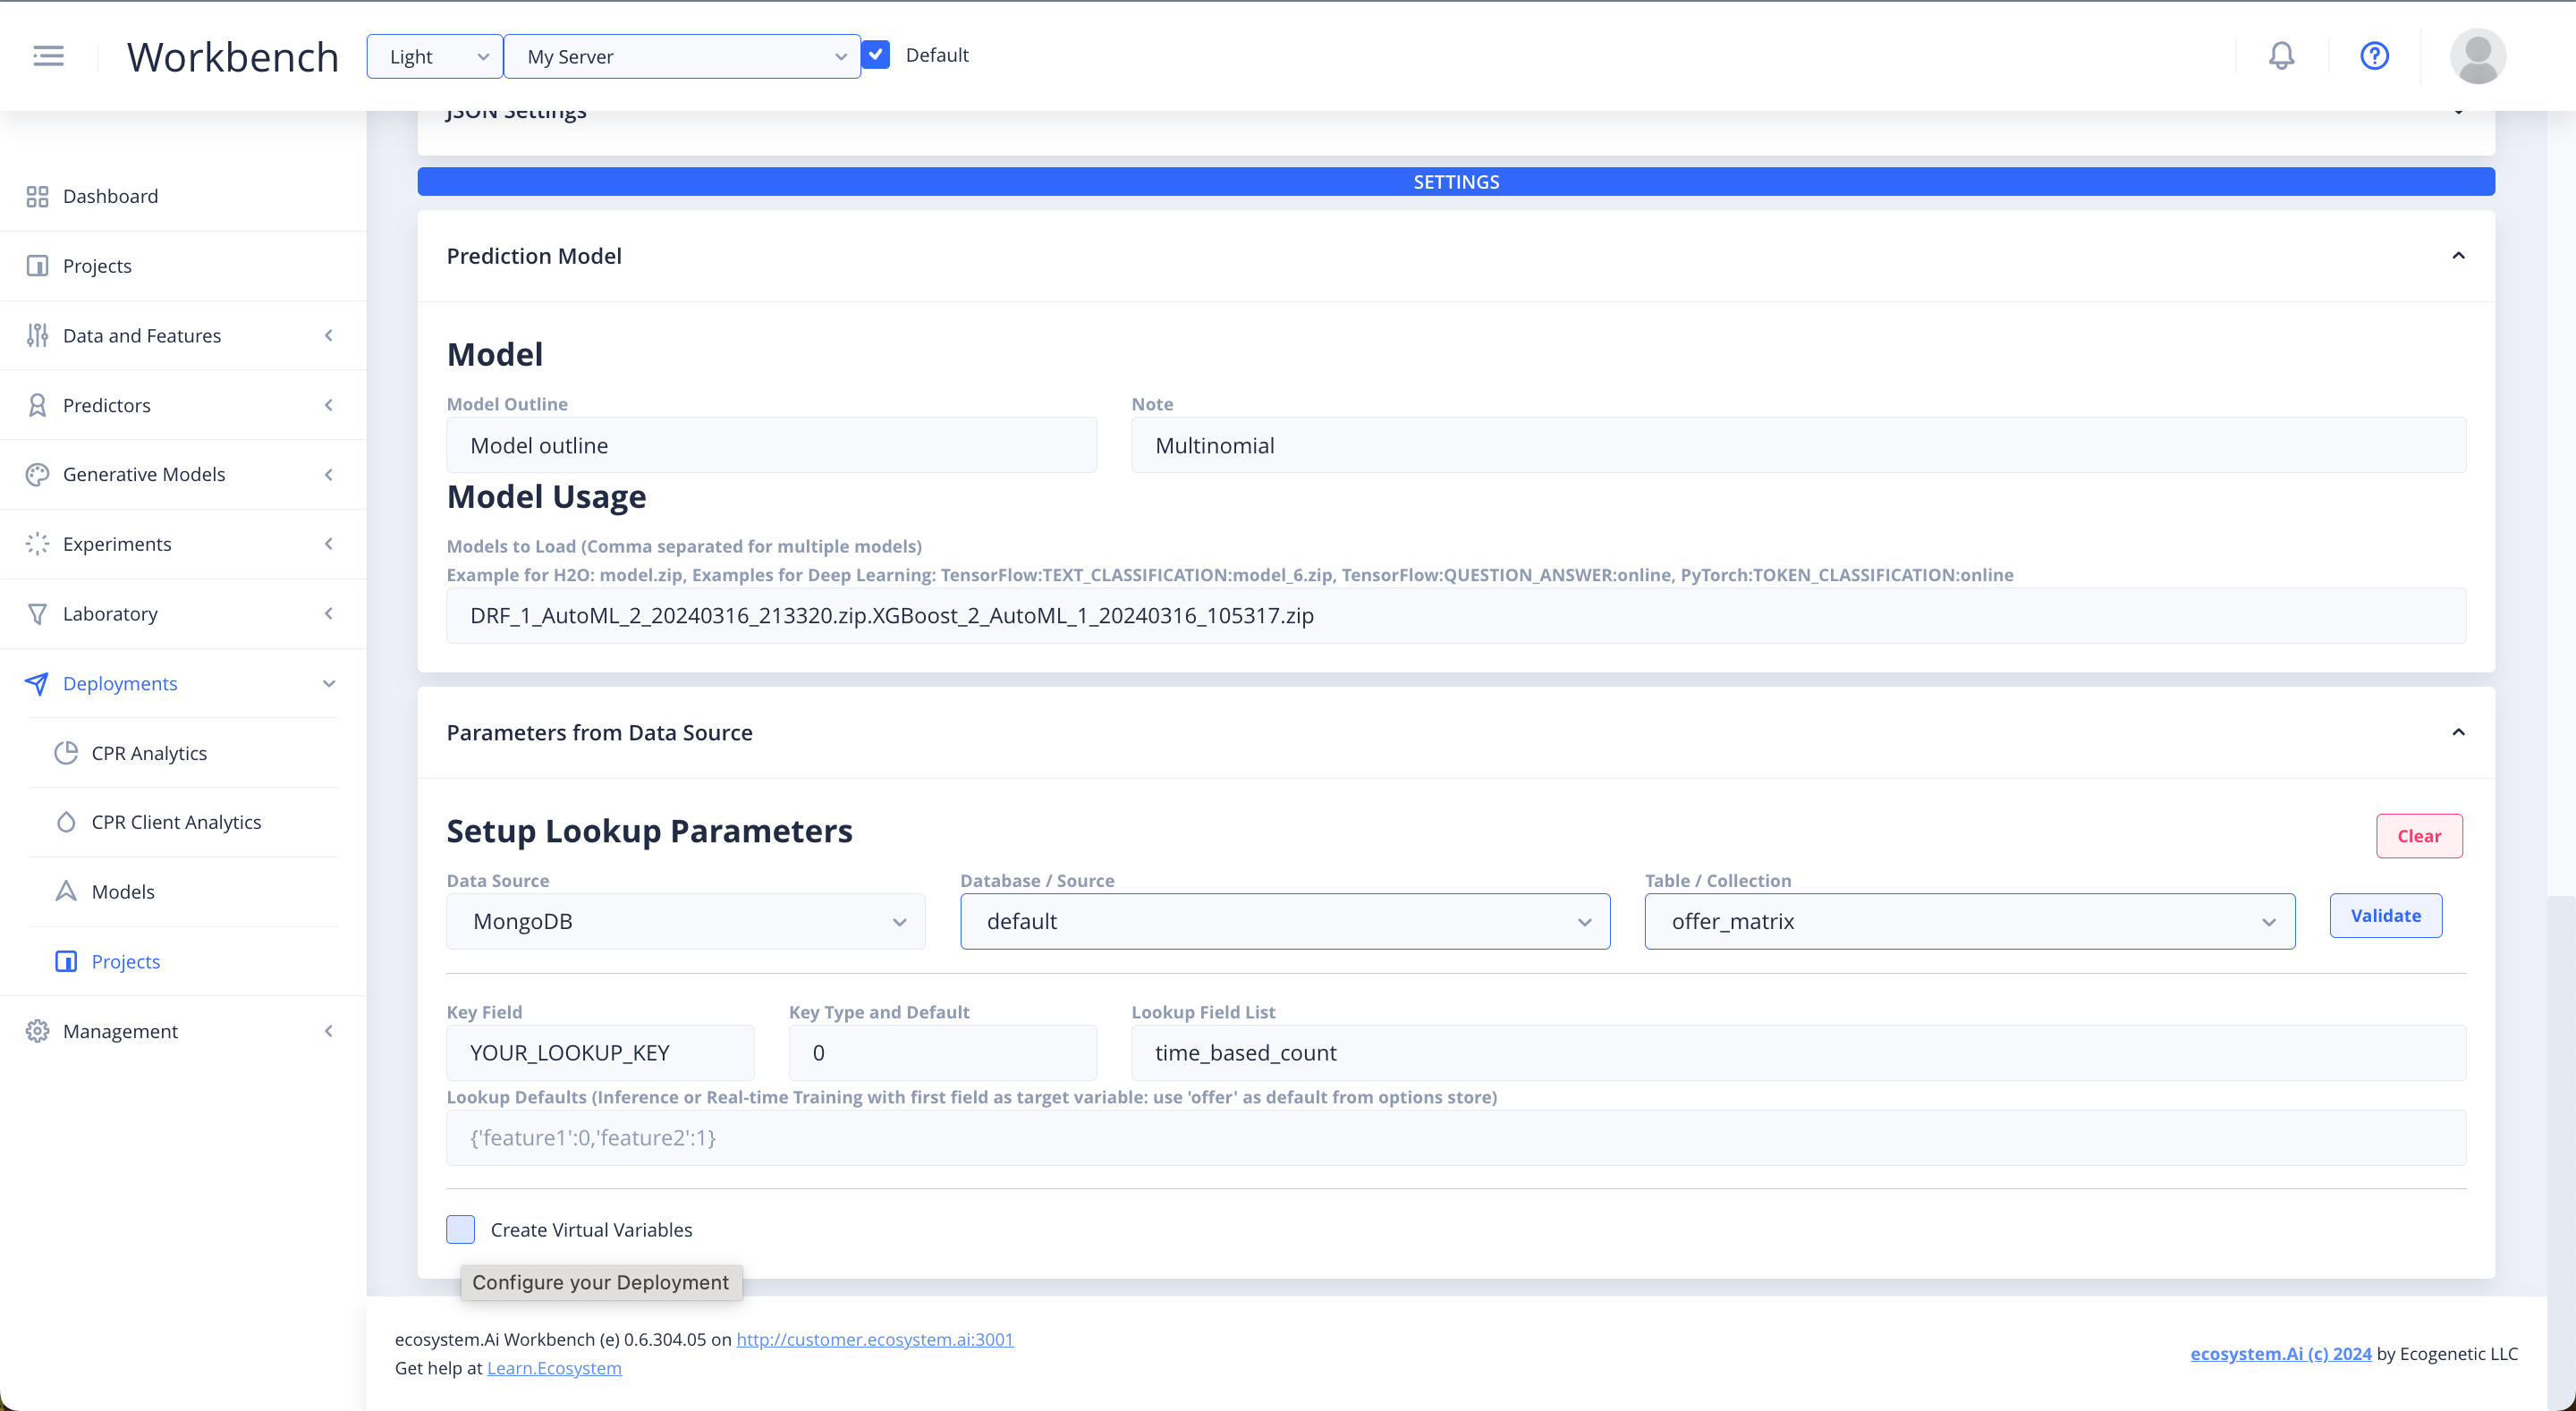 Workbench
Light
My Server
Default
JSON Settings
SETTINGS
Dashboard
Projects
Data and Features
Predictors
Generative Models
Experiments
Laboratory
Deployments
CPR Analytics
CPR Client Analytics
Models
Projects
Management
Prediction Model
Model
Model Outline
Note
Model outline
Multinomial
Model Usage
Models to Load (Comma separated for multiple models)
Example for H2O: model.zip, Examples for Deep Learning: TensorFlow:TEXT_CLASSIFICATION:model_6.zip, TensorFlow:QUESTION_ANSWER:online, PyTorch:TOKEN_CLASSIFICATION:online
DRF_1_AutoML_2_20240316_213320.zip.XGBoost_2_AutoML_1_20240316_105317.zip
Parameters from Data Source
Setup Lookup Parameters
Clear
Data Source
Database / Source
Table / Collection
MongoDB
default
offer_matrix
Validate
Key Field
Key Type and Default
Lookup Field List
YOUR_LOOKUP_KEY
0
time_based_count
Lookup Defaults (Inference or Real-time Training with first field as target variable: use 'offer' as default from options store)
{'feature1':0,'feature2':1}
Create Virtual Variables
Configure your Deployment
ecosystem.Ai Workbench (e) 0.6.304.05 on http://customer.ecosystem.ai:3001
Get help at Learn.Ecosystem
ecosystem.Ai (c) 2024 by Ecogenetic LLC